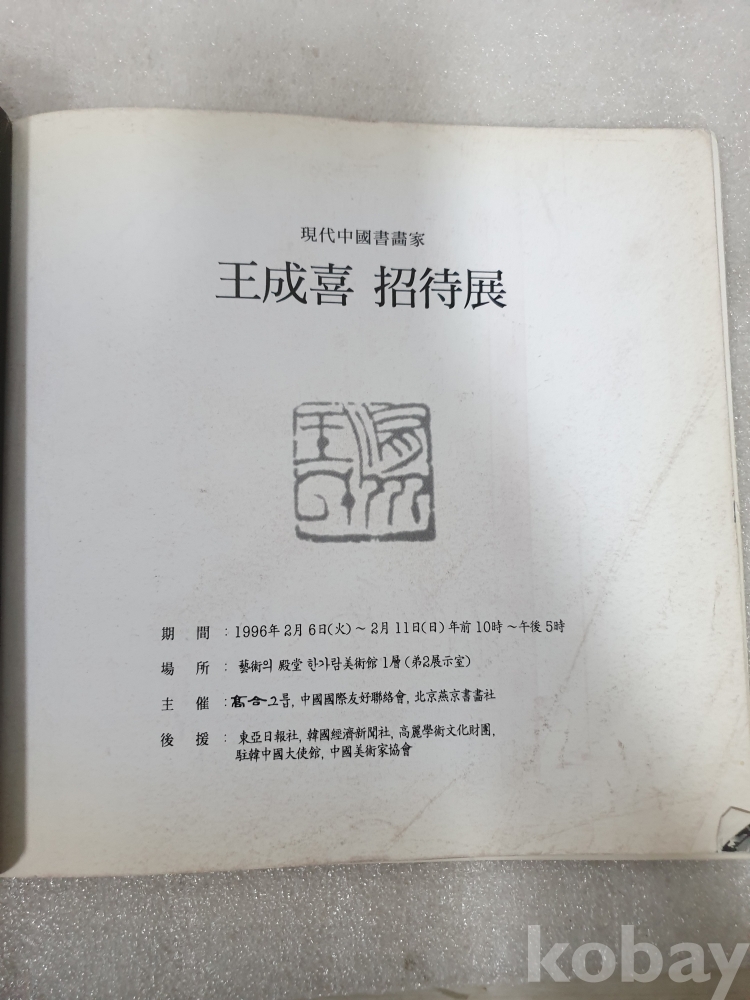 現代中國書畵家
王成喜 招待展
期 間 : 1996年 2月 6日(火) ~ 2月 11日(日) 年前 10時 ~ 午後 5時
場 所 : 藝術의 殿堂 한가람美術館 1層 (弟2展示室)
主 催 : 高合그룹, 中國國際友好聯絡會, 北京燕京書畵社
後 援 : 東亞日報社, 韓國經濟新聞社, 高麗學術文化財團,
駐韓中國大使館, 中國美術家協會
kobay